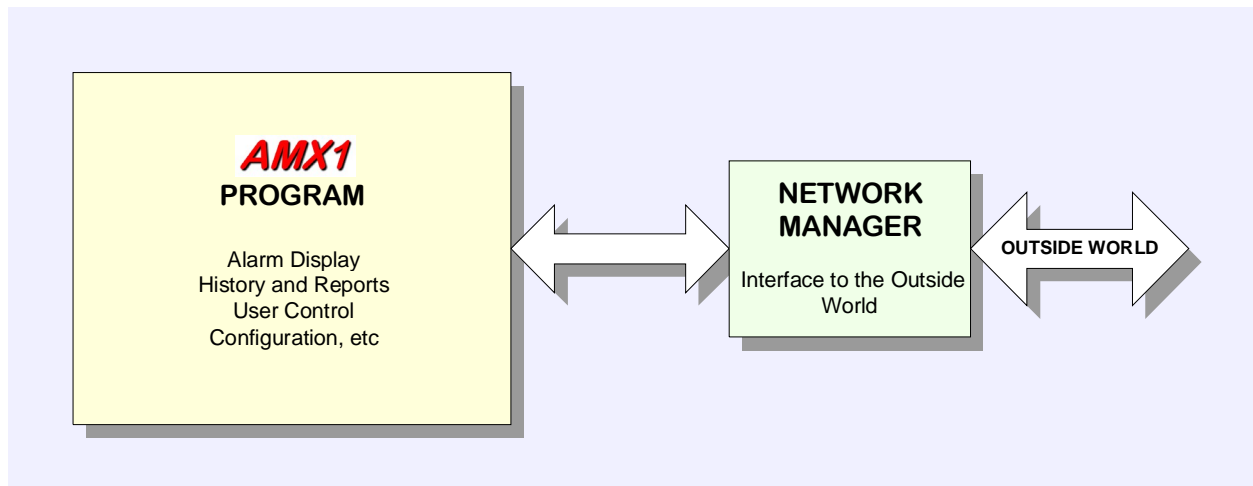 AMX1
PROGRAM
Alarm Display
History and Reports
User Control
Configuration, etc
NETWORK
MANAGER
Interface to the Outside
World
OUTSIDE WORLD